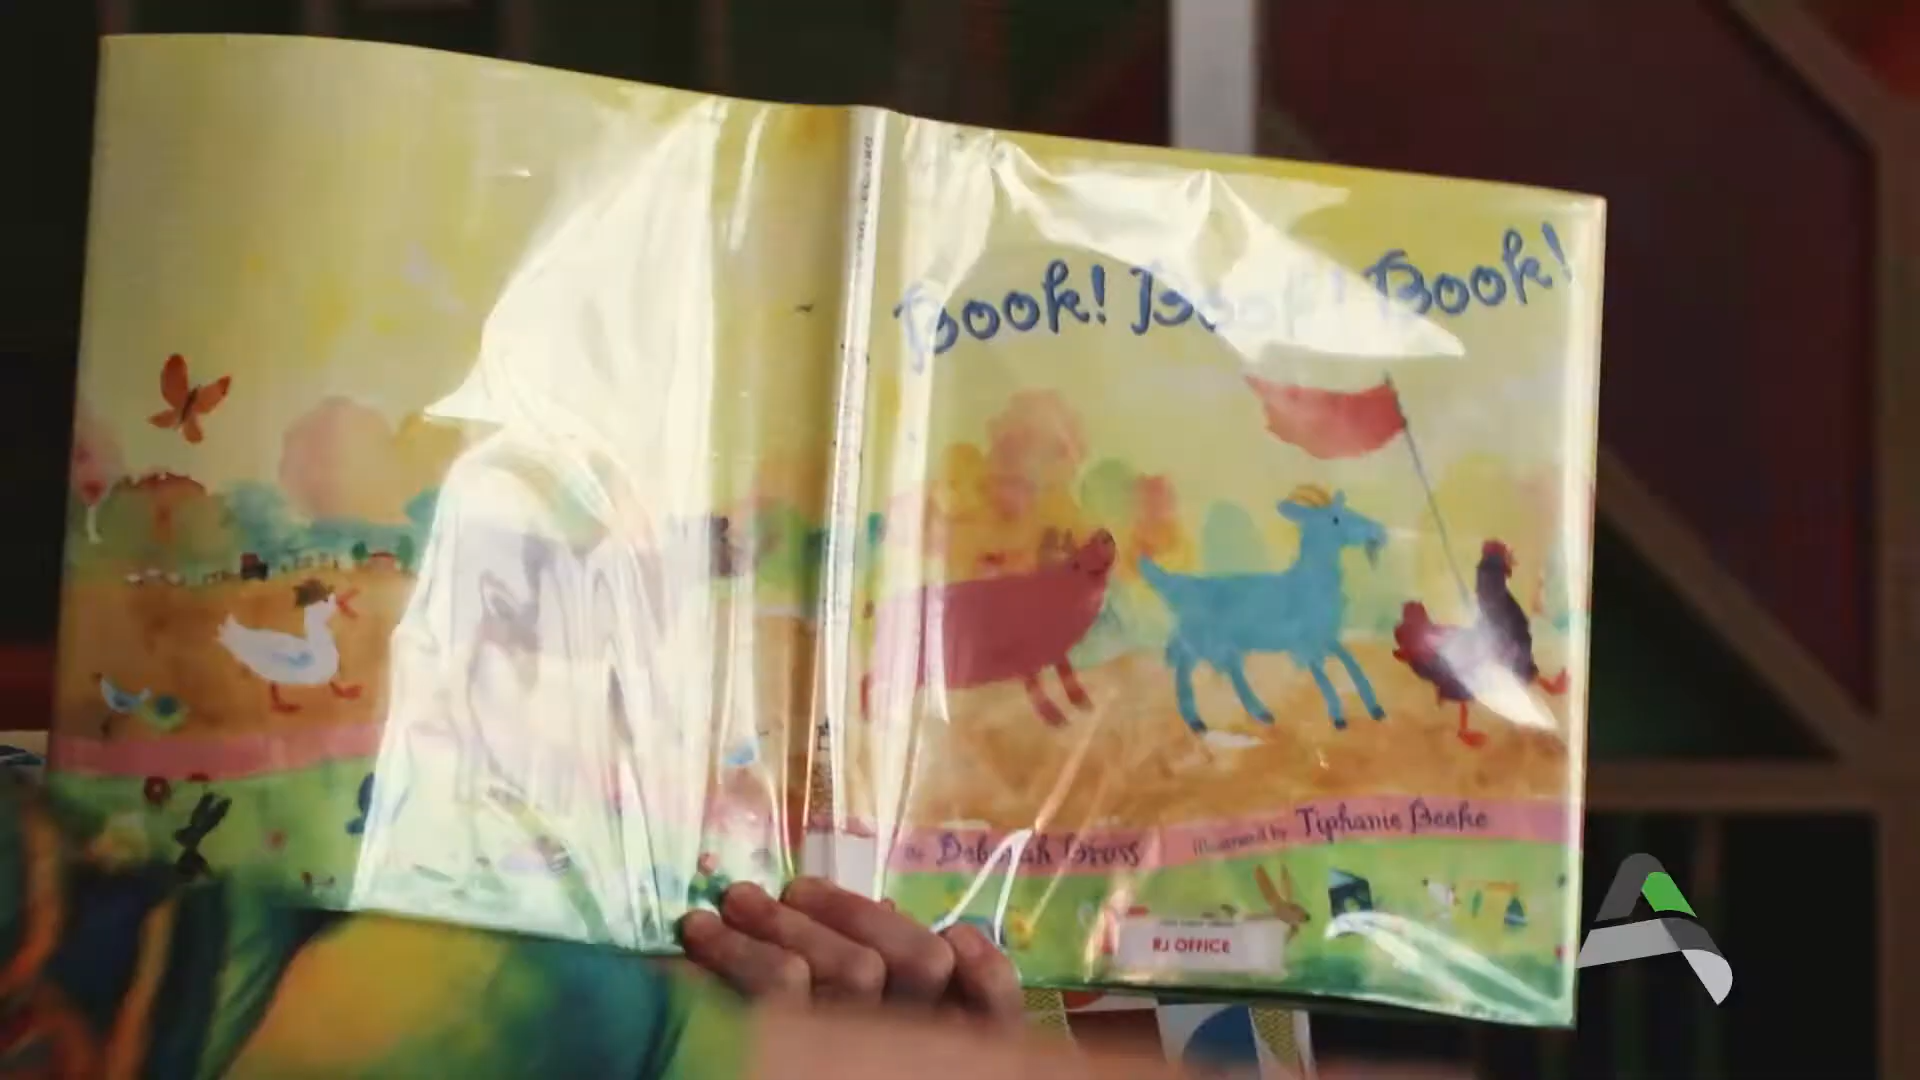 Book! Book! Book!
by Deborah Bruss
illustrated by Tiphanie Beeke
RJ OFFICE